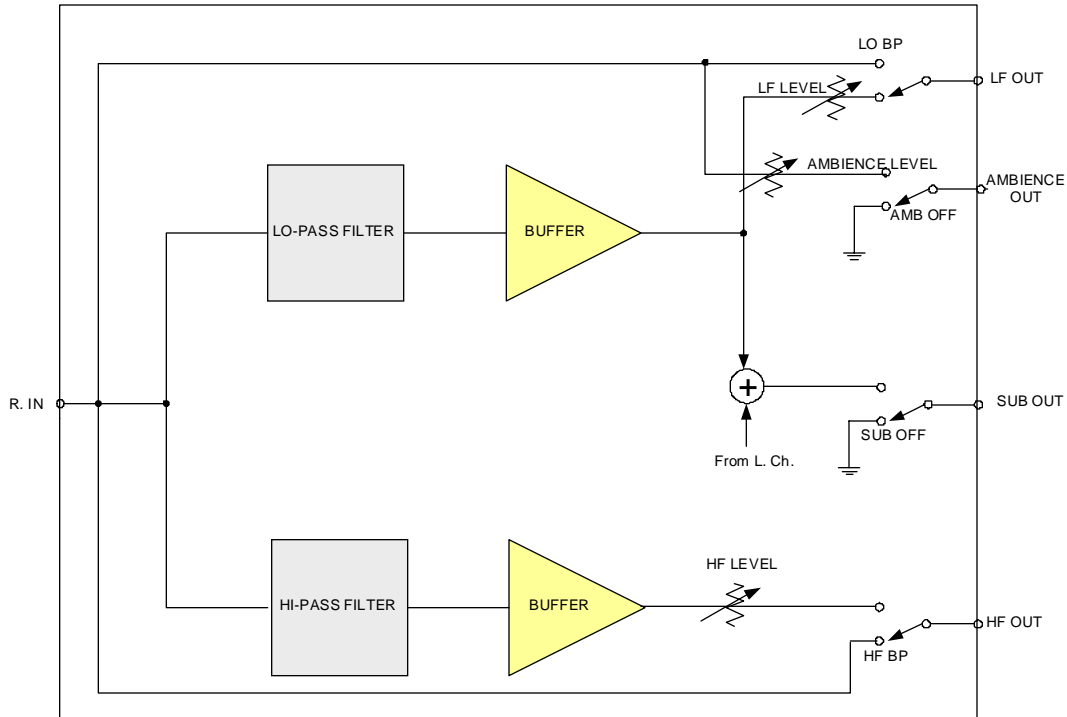 LO BP
LF OUT
LF LEVEL
AMBIENCE LEVEL
AMBIENCE
OUT
AMB OFF
LO-PASS FILTER
BUFFER
R. IN
+
SUB OUT
SUB OFF
From L. Ch.
HF LEVEL
HI-PASS FILTER
BUFFER
HF OUT
HF BP